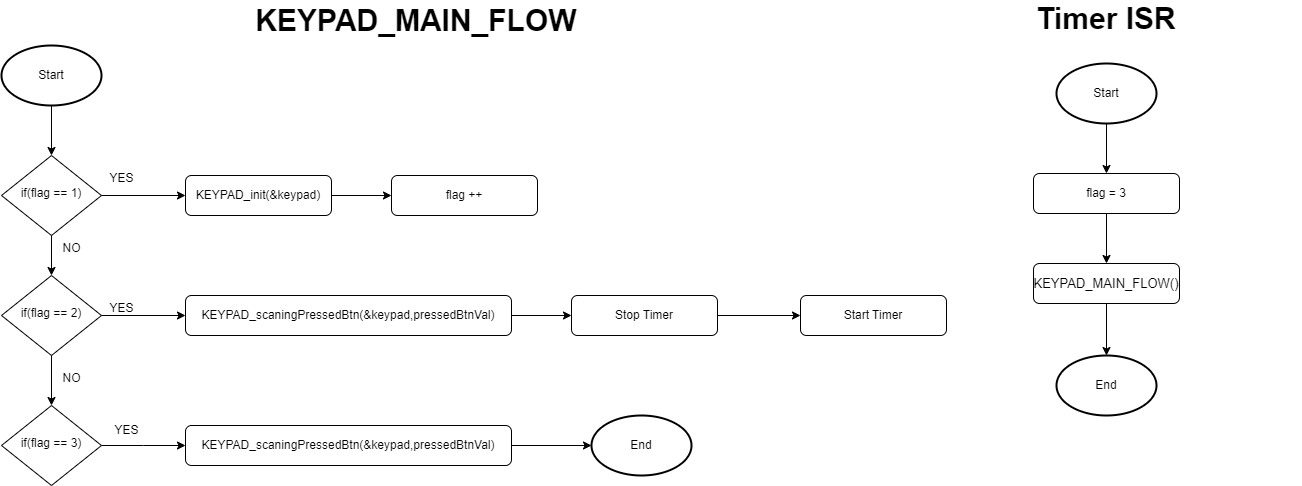 KEYPAD_MAIN_FLOW
Start
if(flag == 1)
YES
KEYPAD_init(&keypad)
flag ++
NO
if(flag == 2)
YES
KEYPAD_scaningPressedBtn(&keypad,pressedBtnVal)
Stop Timer
Start Timer
NO
if(flag == 3)
YES
KEYPAD_scaningPressedBtn(&keypad,pressedBtnVal)
End
Timer ISR
Start
flag = 3
KEYPAD_MAIN_FLOW()
End